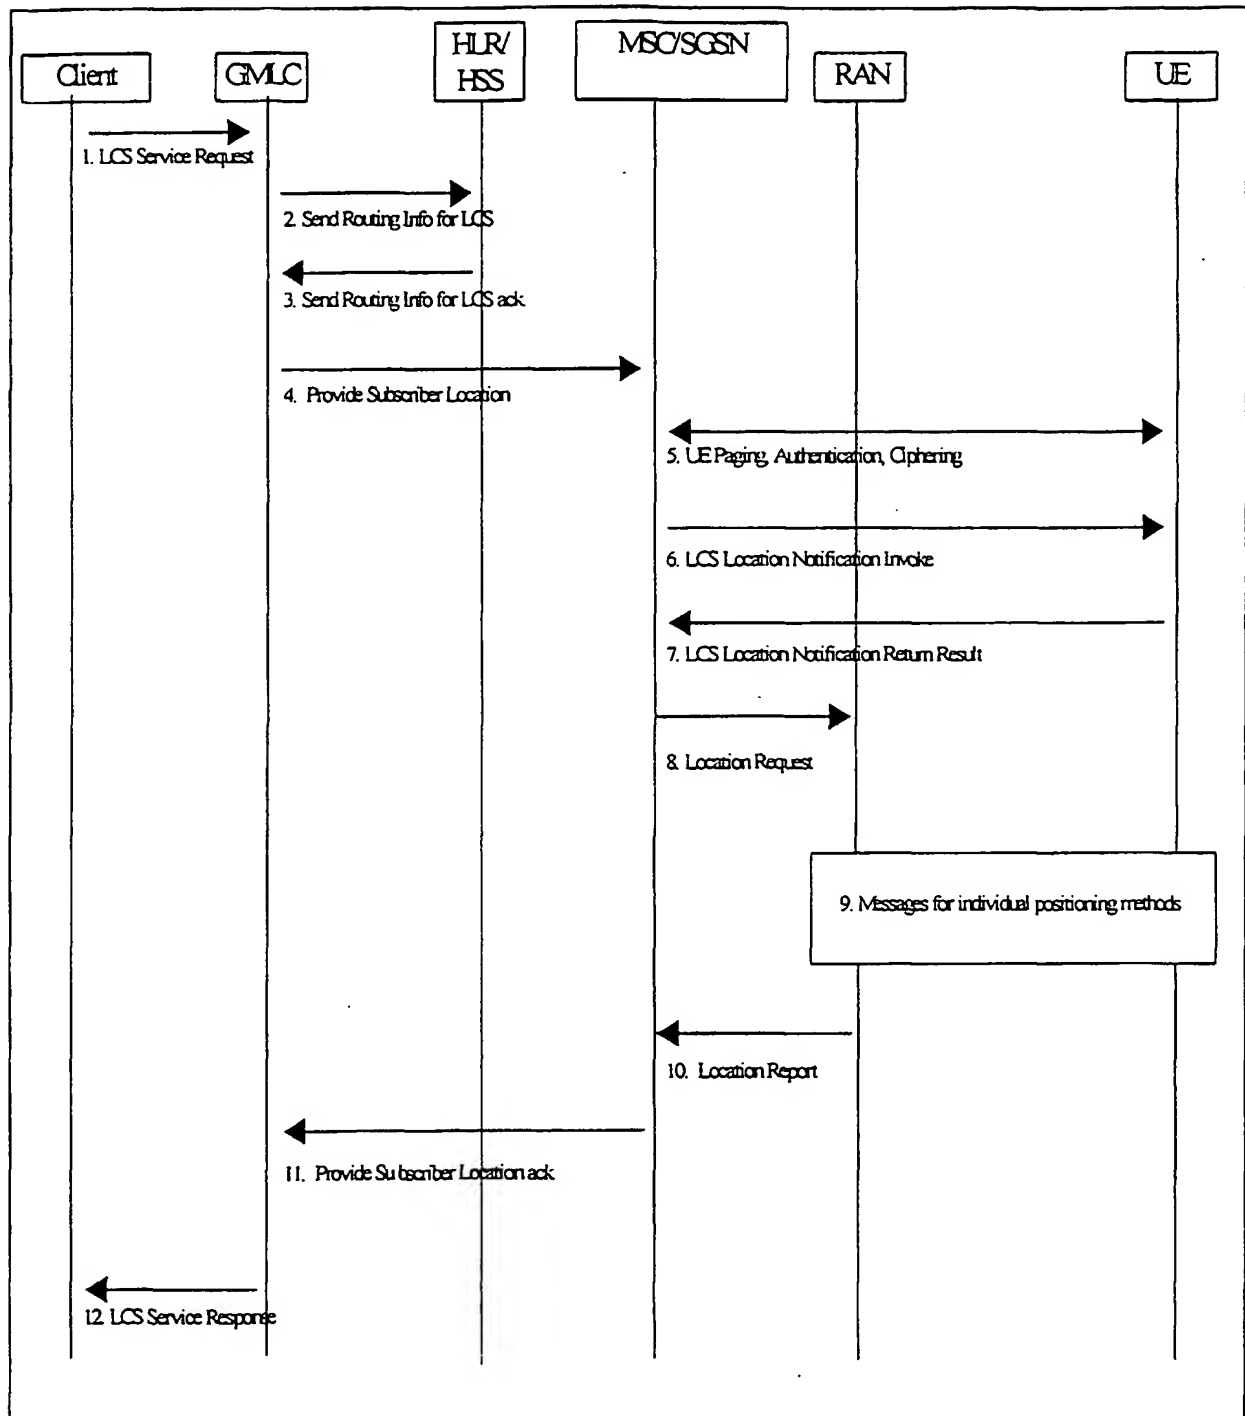 Client
GMLC
HLR/
HSS
MSC/SGSN
RAN
UE
1. LCS Service Request
2. Send Routing Info for LCS
3. Send Routing Info for LCS ack.
4. Provide Subscriber Location
5. UE Paging, Authentication, Ciphering
6. LCS Location Notification Invoke
7. LCS Location Notification Return Result
8. Location Request
9. Messages for individual positioning methods
10. Location Report
11. Provide Subscriber Location ack.
12. LCS Service Response